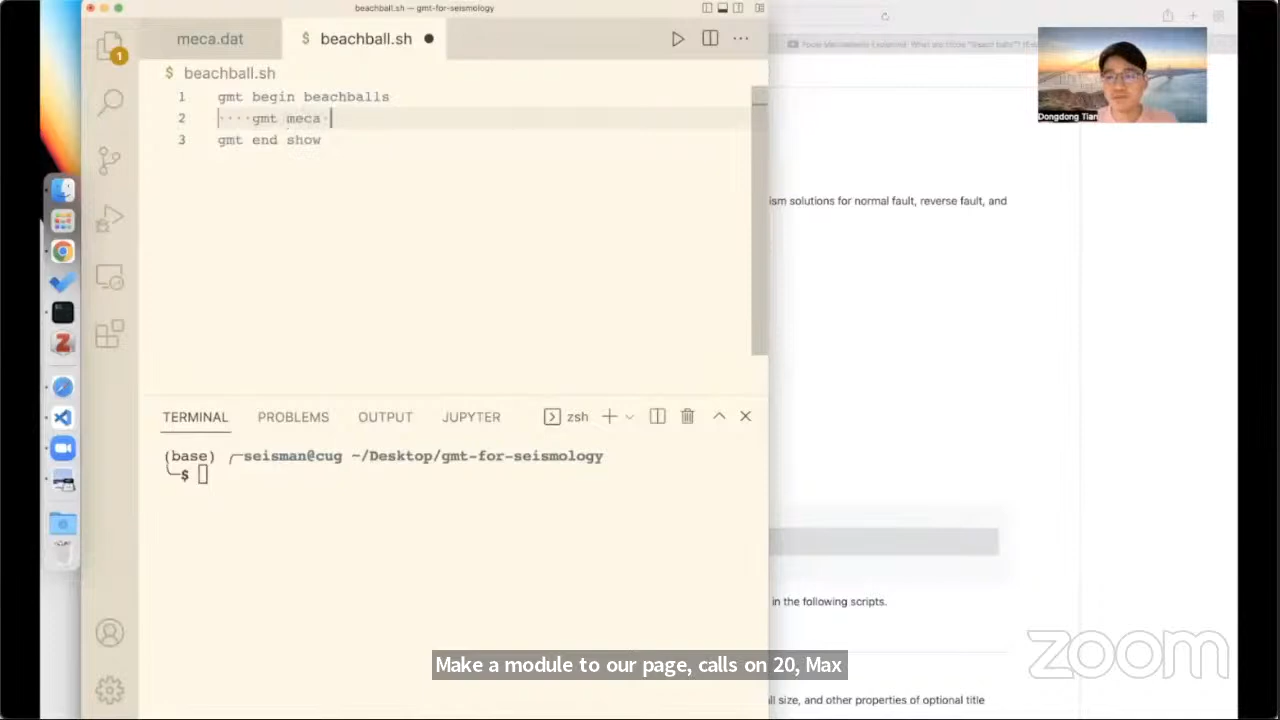 beachball.sh — gmt-for-seismology
meca.dat
$ beachball.sh
$ beachball.sh
1 gmt begin beachballs
2 ····gmt meca·
3 gmt end show
1
TERMINAL PROBLEMS OUTPUT JUPYTER zsh
(base) ╭─seisman@cug ~/Desktop/gmt-for-seismology
╰─$
Dongdong Tian
ism solutions for normal fault, reverse fault, and
in the following scripts.
ll size, and other properties of optional title
Make a module to our page, calls on 20, Max
zoom